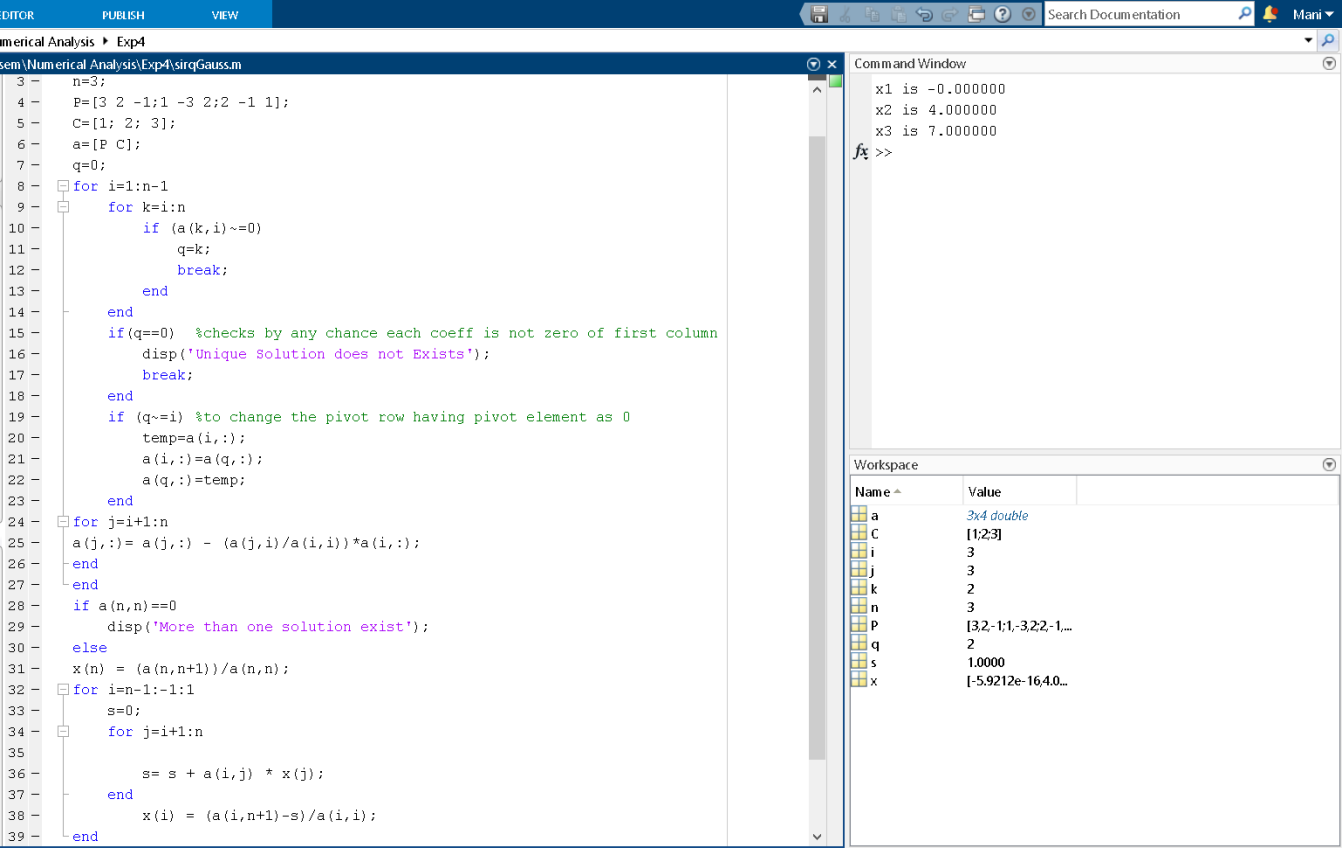 EDITOR PUBLISH VIEW Search Documentation Mani
Numerical Analysis Exp4
sem\Numerical Analysis\Exp4\sirqGauss.m
3 n=3;
4 P=[3 2 -1;1 -3 2;2 -1 1];
5 C=[1; 2; 3];
6 a=[P C];
7 q=0;
8 for i=1:n-1
9 for k=i:n
10 if (a(k,i)~=0)
11 q=k;
12 break;
13 end
14 end
15 if(q==0) %checks by any chance each coeff is not zero of first column
16 disp('Unique Solution does not Exists');
17 break;
18 end
19 if (q~=i) %to change the pivot row having pivot element as 0
20 temp=a(i,:);
21 a(i,:)=a(q,:);
22 a(q,:)=temp;
23 end
24 for j=i+1:n
25 a(j,:)= a(j,:) - (a(j,i)/a(i,i))*a(i,:);
26 end
27 end
28 if a(n,n)==0
29 disp('More than one solution exist');
30 else
31 x(n) = (a(n,n+1))/a(n,n);
32 for i=n-1:-1:1
33 s=0;
34 for j=i+1:n
35
36 s= s + a(i,j) * x(j);
37 end
38 x(i) = (a(i,n+1)-s)/a(i,i);
39 end
Command Window
x1 is -0.000000
x2 is 4.000000
x3 is 7.000000
fx >>
Workspace
Name Value
a 3x4 double
C [1;2;3]
i 3
j 3
k 2
n 3
P [3,2,-1;1,-3,2;2,-1,...
q 2
s 1.0000
x [-5.9212e-16,4.0...